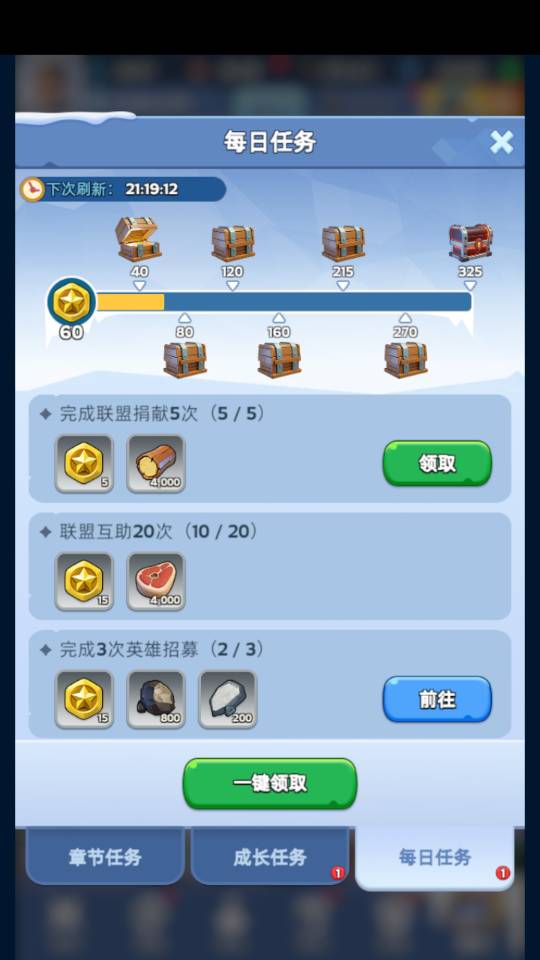 每日任务
下次刷新： 21:19:12
40 120 215 325
60
80 160 270
完成联盟捐献5次（5 / 5）
5 4,000
领取
联盟互助20次（10 / 20）
15 4,000
完成3次英雄招募（2 / 3）
15 800 200
前往
一键领取
章节任务 成长任务 1 每日任务 1